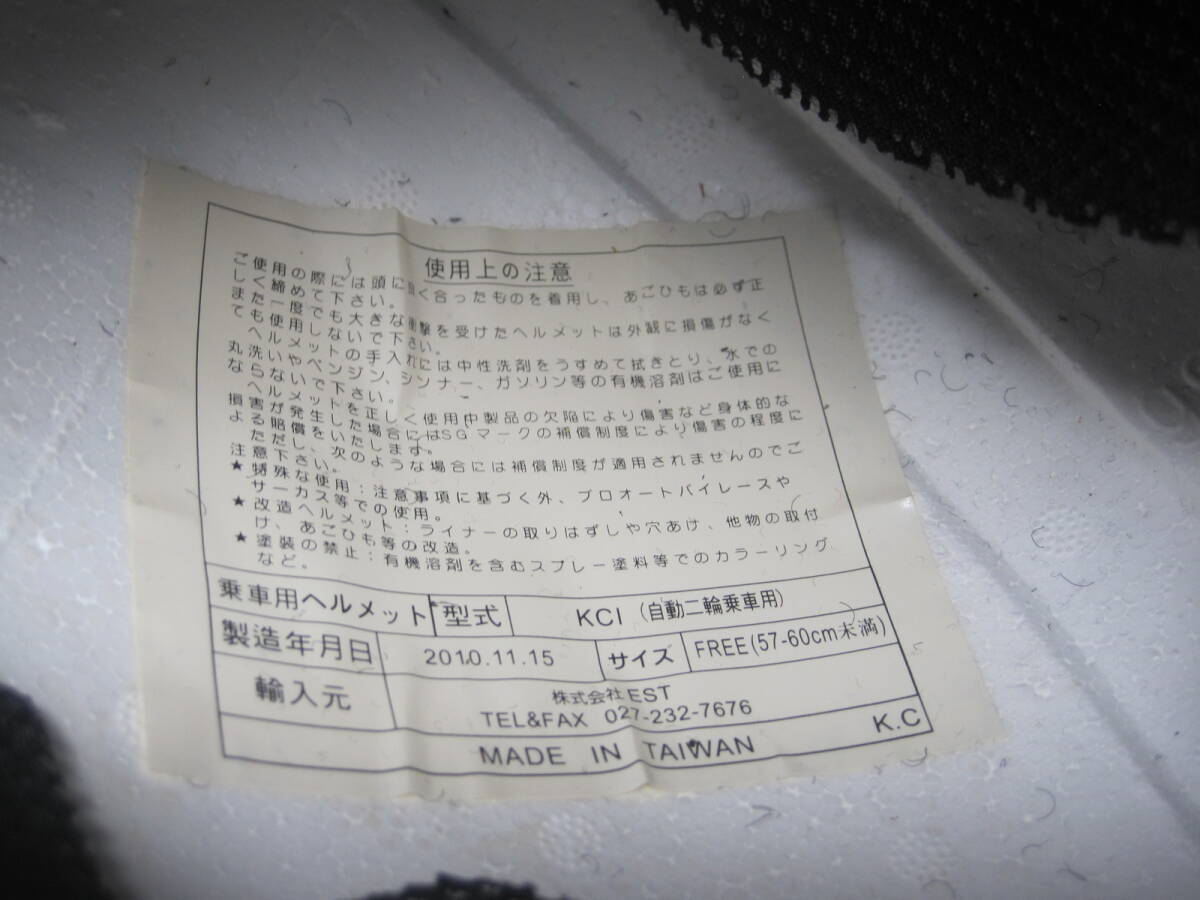 使用上の注意
ご使用の際には頭に良く合ったものを着用し、あごひもは必ず正
しく締めて下さい。
また一度でも大きな衝撃を受けたヘルメットは外観に損傷がなく
ても使用しないで下さい。
ヘルメットの手入れには中性洗剤をうすめて拭きとり、水での
丸洗いやベンジン、シンナー、ガソリン等の有機溶剤はご使用に
ならないで下さい。
ヘルメットを正しく使用中製品の欠陥により傷害など身体的な
損害が発生した場合にはSGマークの補償制度により傷害の程度に
よる賠償をいたします。
ただし、次のような場合には補償制度が適用されませんのでご
注意下さい。
★特殊な使用:注意事項に基づく外、プロオートバイレースや
サーカス等での使用。
★改造ヘルメット:ライナーの取りはずしや穴あけ、他物の取付
け、あごひも等の改造。
★塗装の禁止:有機溶剤を含むスプレー塗料等でのカラーリング
など。
乗車用ヘルメット 型式 KCI (自動二輪乗車用)
製造年月日 2010.11.15 サイズ FREE(57-60cm未満)
輸入元 株式会社EST
TEL&FAX 027-232-7676
MADE IN TAIWAN K.C